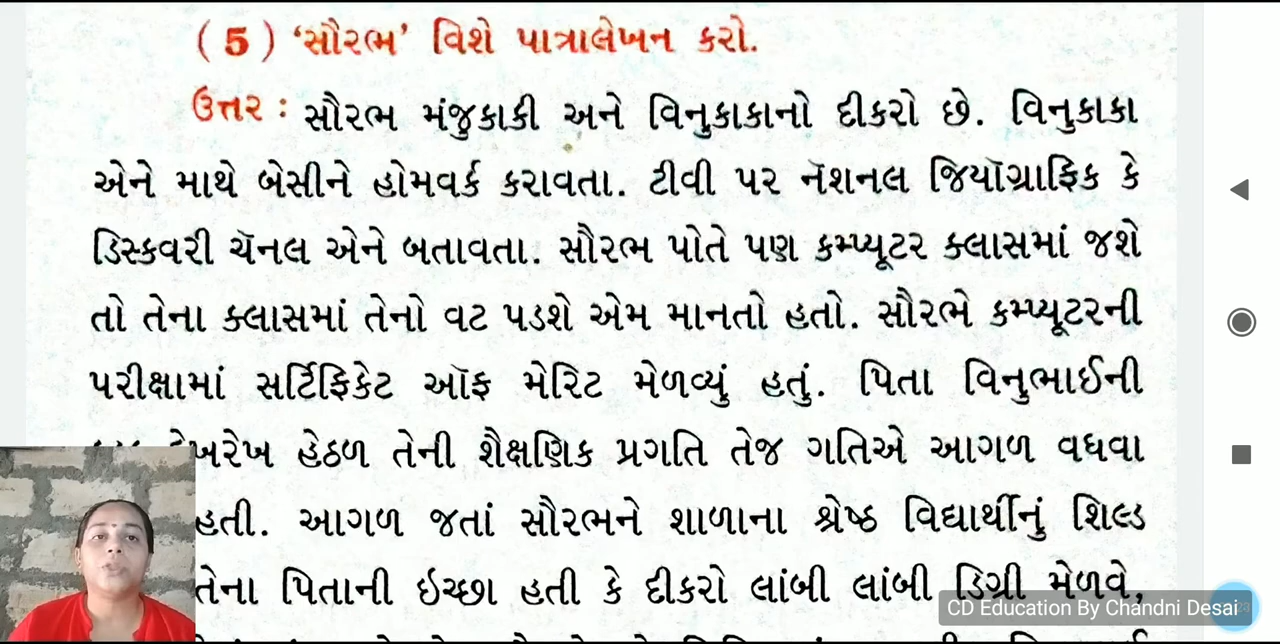 (5) ‘સૌરભ’ વિશે પાત્રાલેખન કરો.
ઉત્તર : સૌરભ મંજુકાકી અને વિનુકાકાનો દીકરો છે. વિનુકાકા
એને માથે બેસીને હોમવર્ક કરાવતા. ટીવી પર નૅશનલ જિયૉગ્રાફિક કે
ડિસ્કવરી ચૅનલ એને બતાવતા. સૌરભ પોતે પણ કમ્પ્યૂટર ક્લાસમાં જશે
તો તેના ક્લાસમાં તેનો વટ પડશે એમ માનતો હતો. સૌરભે કમ્પ્યૂટરની
પરીક્ષામાં સર્ટિફિકેટ ઑફ મેરિટ મેળવ્યું હતું. પિતા વિનુભાઈની
હેઠળ તેની શૈક્ષણિક પ્રગતિ તેજ ગતિએ આગળ વધવા
હતી. આગળ જતાં સૌરભને શાળાના શ્રેષ્ઠ વિદ્યાર્થીનું શિલ્ડ
તેના પિતાની ઇચ્છા હતી કે દીકરો લાંબી લાંબી ડિગ્રી મેળવે,
CD Education By Chandni Desai